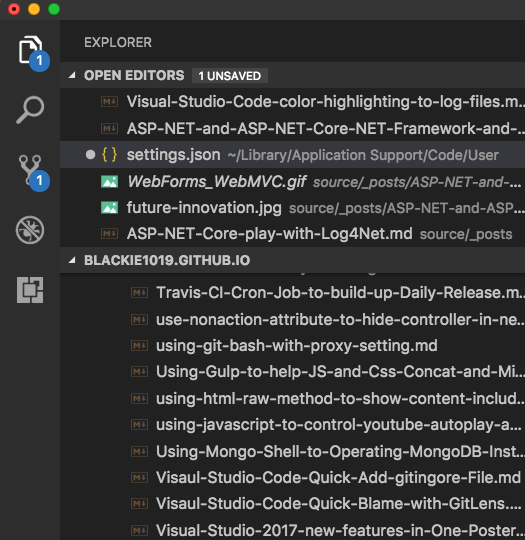 EXPLORER
1
OPEN EDITORS 1 UNSAVED
Visual-Studio-Code-color-highlighting-to-log-files.m...
ASP-NET-and-ASP-NET-Core-NET-Framework-and-...
{ } settings.json ~/Library/Application Support/Code/User
WebForms_WebMVC.gif source/_posts/ASP-NET-and-...
1
future-innovation.jpg source/_posts/ASP-NET-and-ASP...
ASP-NET-Core-play-with-Log4Net.md source/_posts
BLACKIE1019.GITHUB.IO
Travis-CI-Cron-Job-to-build-up-Daily-Release.m...
use-nonaction-attribute-to-hide-controller-in-ne...
using-git-bash-with-proxy-setting.md
Using-Gulp-to-help-JS-and-Css-Concat-and-Mi...
using-html-raw-method-to-show-content-includ...
using-javascript-to-control-youtube-autoplay-a...
Using-Mongo-Shell-to-Operating-MongoDB-Inst...
Visaul-Studio-Code-Quick-Add-gitingore-File.md
Visaul-Studio-Code-Quick-Blame-with-GitLens....
Visual-Studio-2017-new-features-in-One-Poster...